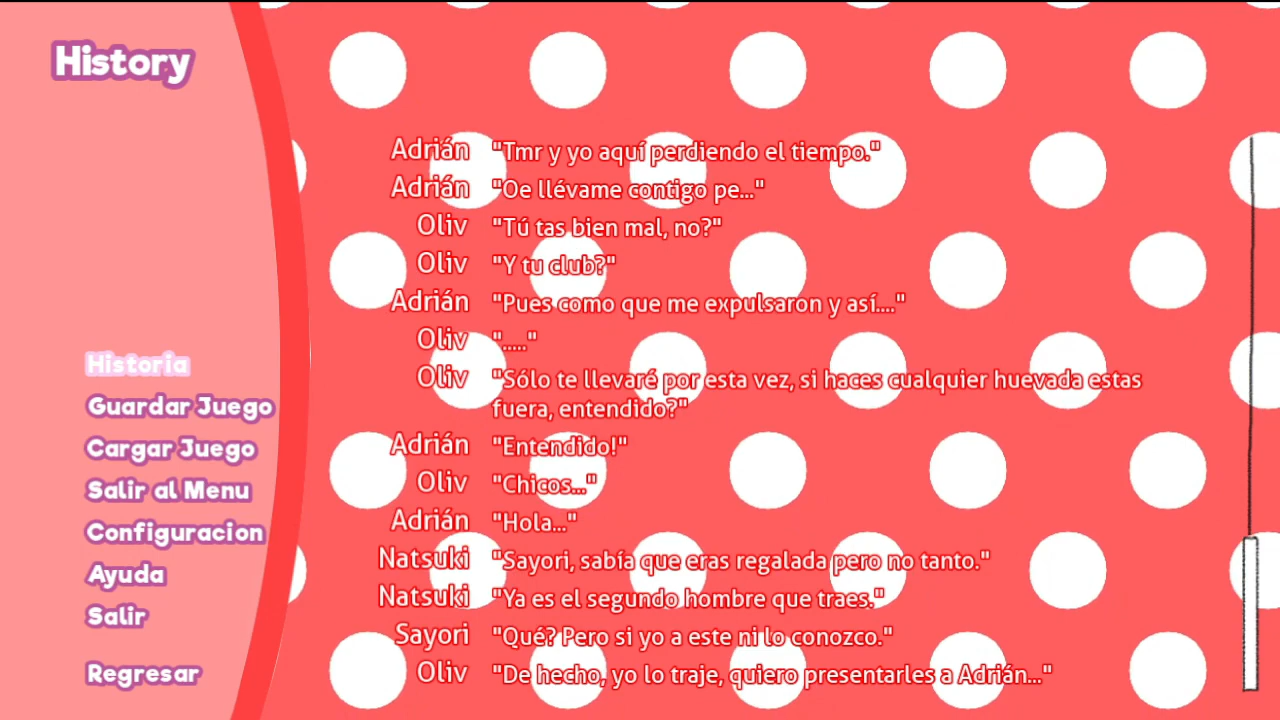 History
Adrián "Tmr y yo aquí perdiendo el tiempo."
Adrián "Oe llévame contigo pe..."
Oliv "Tú tas bien mal, no?"
Oliv "Y tu club?"
Adrián "Pues como que me expulsaron y así...."
Oliv "....."
Oliv "Sólo te llevaré por esta vez, si haces cualquier huevada estas
fuera, entendido?"
Adrián "Entendido!"
Oliv "Chicos..."
Adrián "Hola..."
Natsuki "Sayori, sabía que eras regalada pero no tanto."
Natsuki "Ya es el segundo hombre que traes."
Sayori "Qué? Pero si yo a este ni lo conozco."
Oliv "De hecho, yo lo traje, quiero presentarles a Adrián..."
Historia
Guardar Juego
Cargar Juego
Salir al Menu
Configuracion
Ayuda
Salir
Regresar